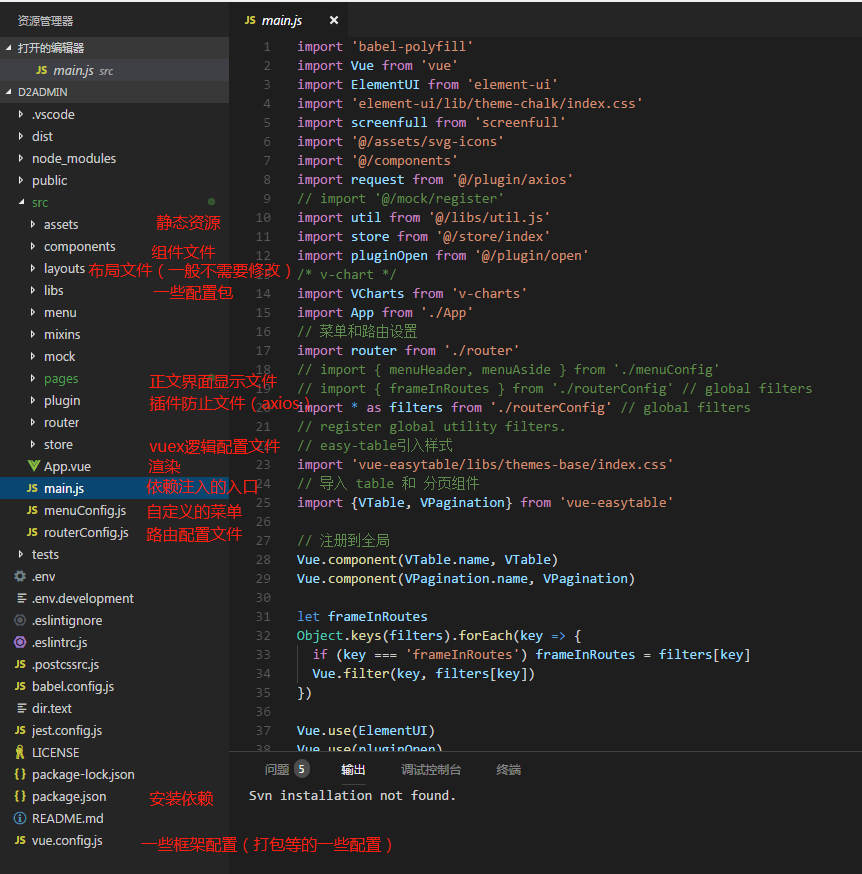 资源管理器
打开的编辑器
JS main.js src
D2ADMIN
.vscode
dist
node_modules
public
src
assets 静态资源
components 组件文件
layouts 布局文件（一般不需要修改）
libs 一些配置包
menu
mixins
mock
pages 正文界面显示文件
plugin 插件防止文件（axios）
router
store vuex逻辑配置文件
App.vue 渲染
JS main.js 依赖注入的入口
JS menuConfig.js 自定义的菜单
JS routerConfig.js 路由配置文件
tests
.env
.env.development
.eslintignore
.eslintrc.js
JS .postcssrc.js
JS babel.config.js
dir.text
JS jest.config.js
LICENSE
{} package-lock.json
{} package.json 安装依赖
README.md
JS vue.config.js 一些框架配置（打包等的一些配置）
JS main.js ×
1 import 'babel-polyfill'
2 import Vue from 'vue'
3 import ElementUI from 'element-ui'
4 import 'element-ui/lib/theme-chalk/index.css'
5 import screenfull from 'screenfull'
6 import '@/assets/svg-icons'
7 import '@/components'
8 import request from '@/plugin/axios'
9 // import '@/mock/register'
10 import util from '@/libs/util.js'
11 import store from '@/store/index'
12 import pluginOpen from '@/plugin/open'
13 /* v-chart */
14 import VCharts from 'v-charts'
15 import App from './App'
16 // 菜单和路由设置
17 import router from './router'
18 // import { menuHeader, menuAside } from './menuConfig'
19 // import { frameInRoutes } from './routerConfig' // global filters
20 import * as filters from './routerConfig' // global filters
21 // register global utility filters.
22 // easy-table引入样式
23 import 'vue-easytable/libs/themes-base/index.css'
24 // 导入 table 和 分页组件
25 import {VTable, VPagination} from 'vue-easytable'
26
27 // 注册到全局
28 Vue.component(VTable.name, VTable)
29 Vue.component(VPagination.name, VPagination)
30
31 let frameInRoutes
32 Object.keys(filters).forEach(key => {
33 if (key === 'frameInRoutes') frameInRoutes = filters[key]
34 Vue.filter(key, filters[key])
35 })
36
37 Vue.use(ElementUI)
38 Vue.use(pluginOpen)
问题 5 输出 调试控制台 终端
Svn installation not found.